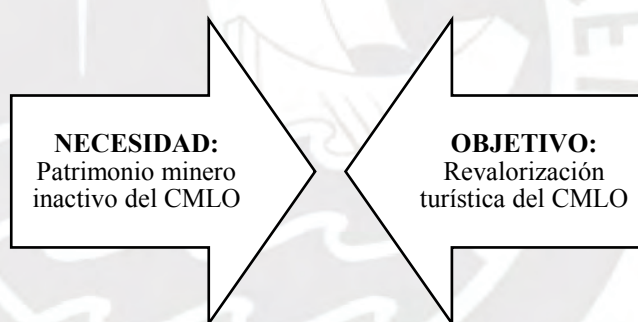 NECESIDAD:
Patrimonio minero
inactivo del CMLO
OBJETIVO:
Revalorización
turística del CMLO